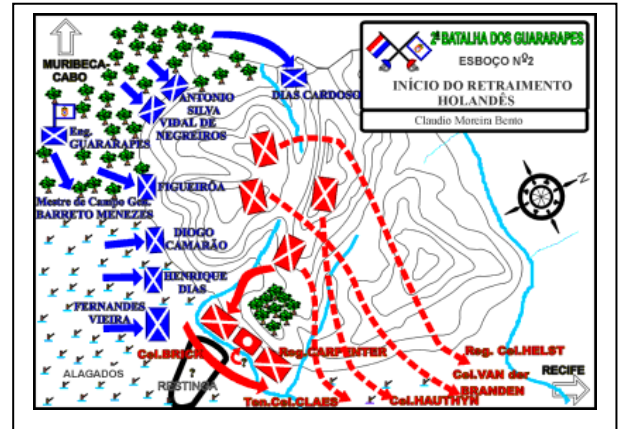 2ª BATALHA DOS GUARARAPES
ESBOÇO Nº2
INÍCIO DO RETRAIMENTO
HOLANDÊS
Claudio Moreira Bento
MURIBECA-
CABO
DIAS CARDOSO
ANTONIO
SILVA
VIDAL DE
NEGREIROS
Eng.
GUARARAPES
FIGUEIRÔA
Mestre de Campo Gen.
BARRETO MENEZES
DIOGO
CAMARÃO
HENRIQUE
DIAS
FERNANDES
VIEIRA
N
Cel.BRICK
?
Reg.CARPENTER
ALAGADOS
?
RESTINGA
Ten.Cel.CLAES
Cel.HAUTHYN
Reg. Cel.HELST
Cel.VAN der
BRANDEN
RECIFE